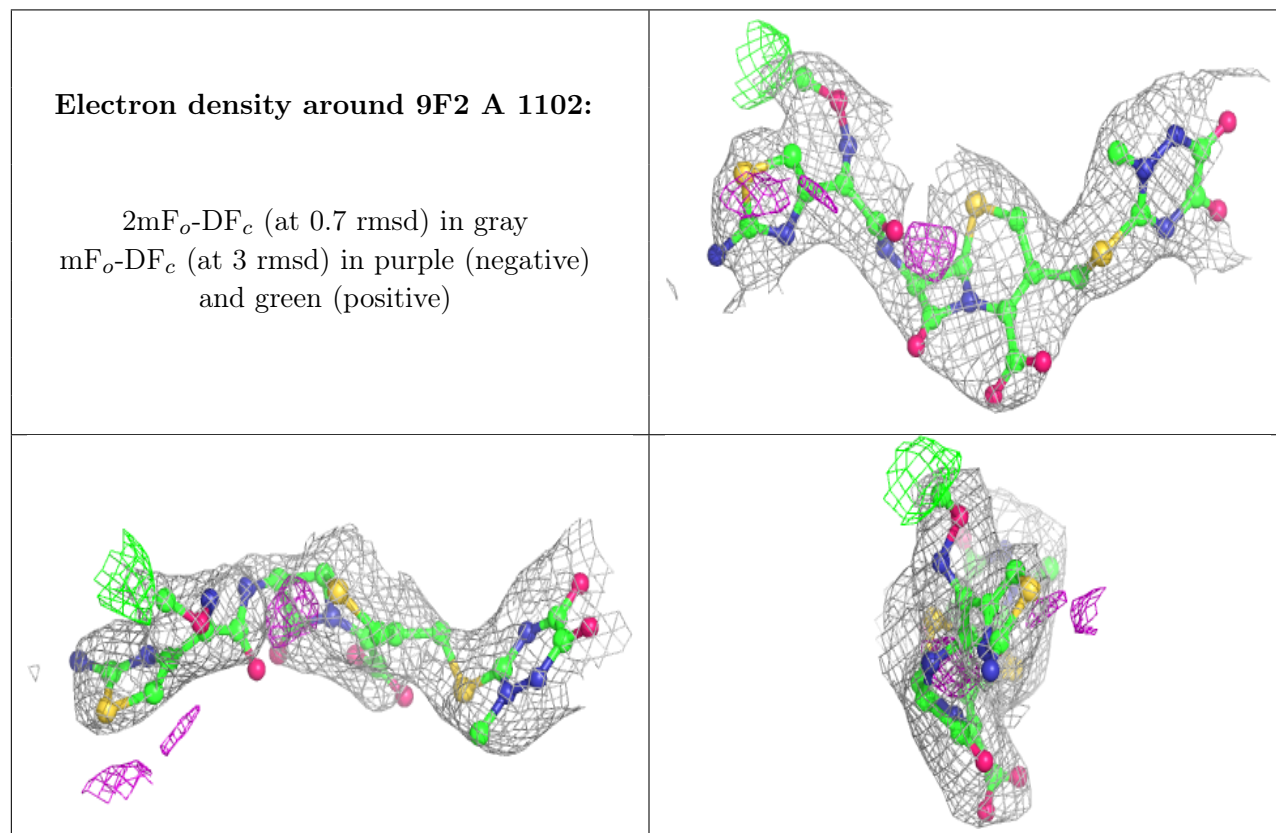 Electron density around 9F2 A 1102:
2mFo-DFc (at 0.7 rmsd) in gray
mFo-DFc (at 3 rmsd) in purple (negative)
and green (positive)